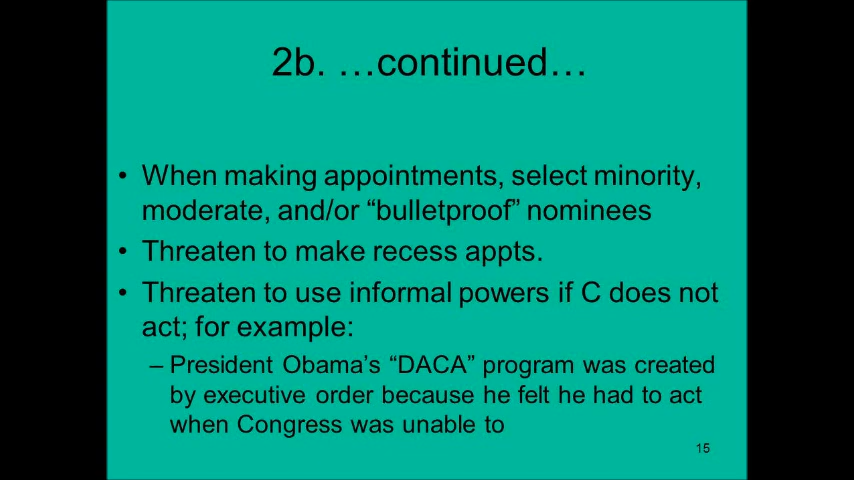 2b. …continued…
• When making appointments, select minority,
moderate, and/or “bulletproof” nominees
• Threaten to make recess appts.
• Threaten to use informal powers if C does not
act; for example:
– President Obama’s “DACA” program was created
by executive order because he felt he had to act
when Congress was unable to
15